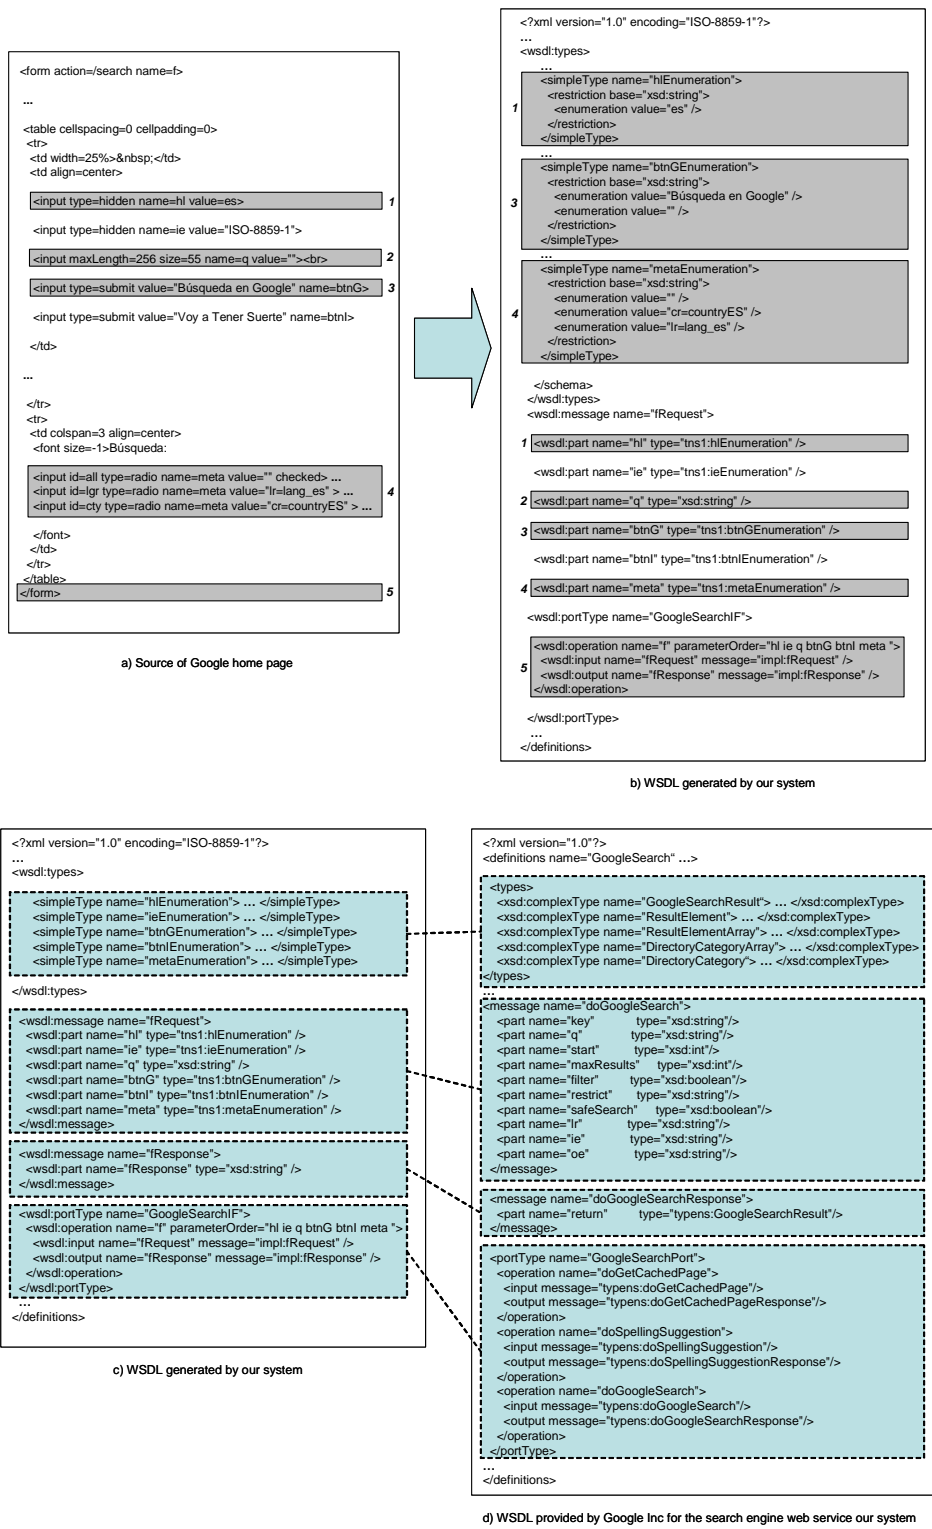 <form action=/search name=f>
...
<table cellspacing=0 cellpadding=0>
<tr>
<td width=25%>&nbsp;</td>
<td align=center>
<input type=hidden name=hl value=es>
1
<input type=hidden name=ie value="ISO-8859-1">
<input maxLength=256 size=55 name=q value=""><br>
2
<input type=submit value="Búsqueda en Google" name=btnG>
3
<input type=submit value="Voy a Tener Suerte" name=btnI>
</td>
...
</tr>
<tr>
<td colspan=3 align=center>
<font size=-1>Búsqueda:
<input id=all type=radio name=meta value="" checked> ...
<input id=lgr type=radio name=meta value="lr=lang_es" > ...
4
<input id=cty type=radio name=meta value="cr=countryES" > ...
</font>
</td>
</tr>
</table>
</form>
5
a) Source of Google home page
<?xml version="1.0" encoding="ISO-8859-1"?>
...
<wsdl:types>
...
<simpleType name="hlEnumeration">
<restriction base="xsd:string">
1
<enumeration value="es" />
</restriction>
</simpleType>
...
<simpleType name="btnGEnumeration">
<restriction base="xsd:string">
<enumeration value="Búsqueda en Google" />
3
<enumeration value="" />
</restriction>
</simpleType>
...
<simpleType name="metaEnumeration">
<restriction base="xsd:string">
<enumeration value="" />
<enumeration value="cr=countryES" />
4
<enumeration value="lr=lang_es" />
</restriction>
</simpleType>
</schema>
</wsdl:types>
<wsdl:message name="fRequest">
1
<wsdl:part name="hl" type="tns1:hlEnumeration" />
<wsdl:part name="ie" type="tns1:ieEnumeration" />
2
<wsdl:part name="q" type="xsd:string" />
3
<wsdl:part name="btnG" type="tns1:btnGEnumeration" />
<wsdl:part name="btnI" type="tns1:btnIEnumeration" />
4
<wsdl:part name="meta" type="tns1:metaEnumeration" />
<wsdl:portType name="GoogleSearchIF">
<wsdl:operation name="f" parameterOrder="hl ie q btnG btnI meta ">
<wsdl:input name="fRequest" message="impl:fRequest" />
5
<wsdl:output name="fResponse" message="impl:fResponse" />
</wsdl:operation>
</wsdl:portType>
...
</definitions>
b) WSDL generated by our system
<?xml version="1.0" encoding="ISO-8859-1"?>
...
<wsdl:types>
<simpleType name="hlEnumeration"> ... </simpleType>
<simpleType name="ieEnumeration"> ... </simpleType>
<simpleType name="btnGEnumeration"> ... </simpleType>
<simpleType name="btnIEnumeration"> ... </simpleType>
<simpleType name="metaEnumeration"> ... </simpleType>
</wsdl:types>
<wsdl:message name="fRequest">
<wsdl:part name="hl" type="tns1:hlEnumeration" />
<wsdl:part name="ie" type="tns1:ieEnumeration" />
<wsdl:part name="q" type="xsd:string" />
<wsdl:part name="btnG" type="tns1:btnGEnumeration" />
<wsdl:part name="btnI" type="tns1:btnIEnumeration" />
<wsdl:part name="meta" type="tns1:metaEnumeration" />
</wsdl:message>
<wsdl:message name="fResponse">
<wsdl:part name="fResponse" type="xsd:string" />
</wsdl:message>
<wsdl:portType name="GoogleSearchIF">
<wsdl:operation name="f" parameterOrder="hl ie q btnG btnI meta ">
<wsdl:input name="fRequest" message="impl:fRequest" />
<wsdl:output name="fResponse" message="impl:fResponse" />
</wsdl:operation>
</wsdl:portType>
...
</definitions>
c) WSDL generated by our system
<?xml version="1.0"?>
<definitions name="GoogleSearch“ ...>
<types>
<xsd:complexType name="GoogleSearchResult“> ... </xsd:complexType>
<xsd:complexType name="ResultElement"> ... </xsd:complexType>
<xsd:complexType name="ResultElementArray"> ... </xsd:complexType>
<xsd:complexType name="DirectoryCategoryArray"> ... </xsd:complexType>
<xsd:complexType name="DirectoryCategory“> ... </xsd:complexType>
</types>
...
<message name="doGoogleSearch">
<part name="key" type="xsd:string"/>
<part name="q" type="xsd:string"/>
<part name="start" type="xsd:int"/>
<part name="maxResults" type="xsd:int"/>
<part name="filter" type="xsd:boolean"/>
<part name="restrict" type="xsd:string"/>
<part name="safeSearch" type="xsd:boolean"/>
<part name="lr" type="xsd:string"/>
<part name="ie" type="xsd:string"/>
<part name="oe" type="xsd:string"/>
</message>
<message name="doGoogleSearchResponse">
<part name="return" type="typens:GoogleSearchResult"/>
</message>
<portType name="GoogleSearchPort">
<operation name="doGetCachedPage">
<input message="typens:doGetCachedPage"/>
<output message="typens:doGetCachedPageResponse"/>
</operation>
<operation name="doSpellingSuggestion">
<input message="typens:doSpellingSuggestion"/>
<output message="typens:doSpellingSuggestionResponse"/>
</operation>
<operation name="doGoogleSearch">
<input message="typens:doGoogleSearch"/>
<output message="typens:doGoogleSearchResponse"/>
</operation>
</portType>
...
</definitions>
d) WSDL provided by Google Inc for the search engine web service our system